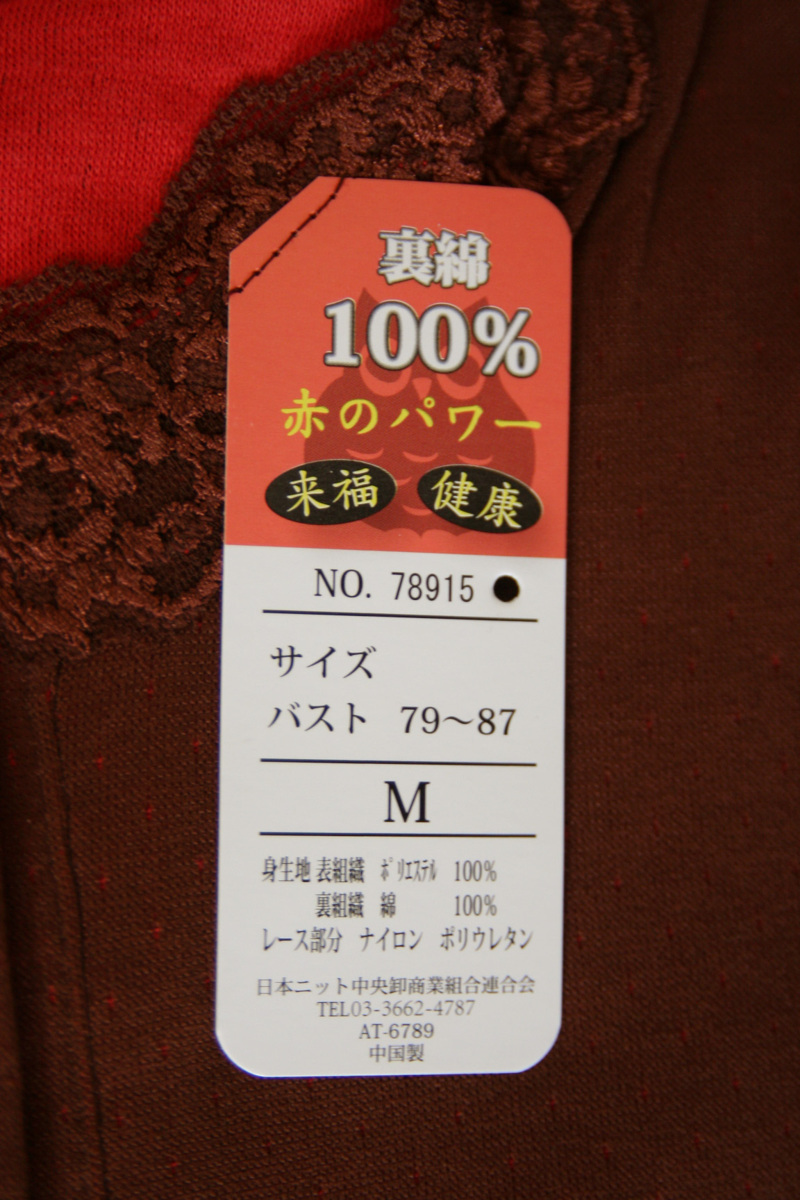 裏綿
100%
赤のパワー
来福 健康
NO. 78915
サイズ
バスト 79〜87
M
身生地 表組織 ﾎﾟﾘｴｽﾃﾙ 100%
裏組織 綿 100%
レース部分 ナイロン ポリウレタン
日本ニット中央卸商業組合連合会
TEL03-3662-4787
AT-6789
中国製